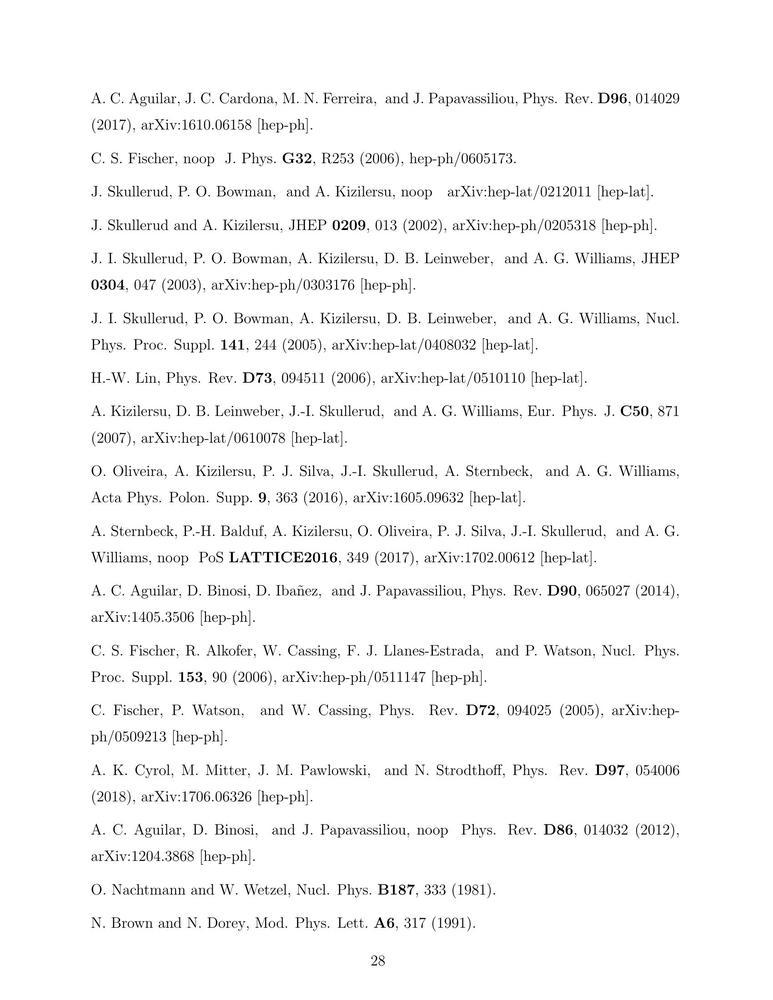 A. C. Aguilar, J. C. Cardona, M. N. Ferreira, and J. Papavassiliou, Phys. Rev. D96, 014029
(2017), arXiv:1610.06158 [hep-ph].
C. S. Fischer, noop J. Phys. G32, R253 (2006), hep-ph/0605173.
J. Skullerud, P. O. Bowman, and A. Kizilersu, noop arXiv:hep-lat/0212011 [hep-lat].
J. Skullerud and A. Kizilersu, JHEP 0209, 013 (2002), arXiv:hep-ph/0205318 [hep-ph].
J. I. Skullerud, P. O. Bowman, A. Kizilersu, D. B. Leinweber, and A. G. Williams, JHEP
0304, 047 (2003), arXiv:hep-ph/0303176 [hep-ph].
J. I. Skullerud, P. O. Bowman, A. Kizilersu, D. B. Leinweber, and A. G. Williams, Nucl.
Phys. Proc. Suppl. 141, 244 (2005), arXiv:hep-lat/0408032 [hep-lat].
H.-W. Lin, Phys. Rev. D73, 094511 (2006), arXiv:hep-lat/0510110 [hep-lat].
A. Kizilersu, D. B. Leinweber, J.-I. Skullerud, and A. G. Williams, Eur. Phys. J. C50, 871
(2007), arXiv:hep-lat/0610078 [hep-lat].
O. Oliveira, A. Kizilersu, P. J. Silva, J.-I. Skullerud, A. Sternbeck, and A. G. Williams,
Acta Phys. Polon. Supp. 9, 363 (2016), arXiv:1605.09632 [hep-lat].
A. Sternbeck, P.-H. Balduf, A. Kizilersu, O. Oliveira, P. J. Silva, J.-I. Skullerud, and A. G.
Williams, noop PoS LATTICE2016, 349 (2017), arXiv:1702.00612 [hep-lat].
A. C. Aguilar, D. Binosi, D. Ibañez, and J. Papavassiliou, Phys. Rev. D90, 065027 (2014),
arXiv:1405.3506 [hep-ph].
C. S. Fischer, R. Alkofer, W. Cassing, F. J. Llanes-Estrada, and P. Watson, Nucl. Phys.
Proc. Suppl. 153, 90 (2006), arXiv:hep-ph/0511147 [hep-ph].
C. Fischer, P. Watson, and W. Cassing, Phys. Rev. D72, 094025 (2005), arXiv:hep-
ph/0509213 [hep-ph].
A. K. Cyrol, M. Mitter, J. M. Pawlowski, and N. Strodthoff, Phys. Rev. D97, 054006
(2018), arXiv:1706.06326 [hep-ph].
A. C. Aguilar, D. Binosi, and J. Papavassiliou, noop Phys. Rev. D86, 014032 (2012),
arXiv:1204.3868 [hep-ph].
O. Nachtmann and W. Wetzel, Nucl. Phys. B187, 333 (1981).
N. Brown and N. Dorey, Mod. Phys. Lett. A6, 317 (1991).
28